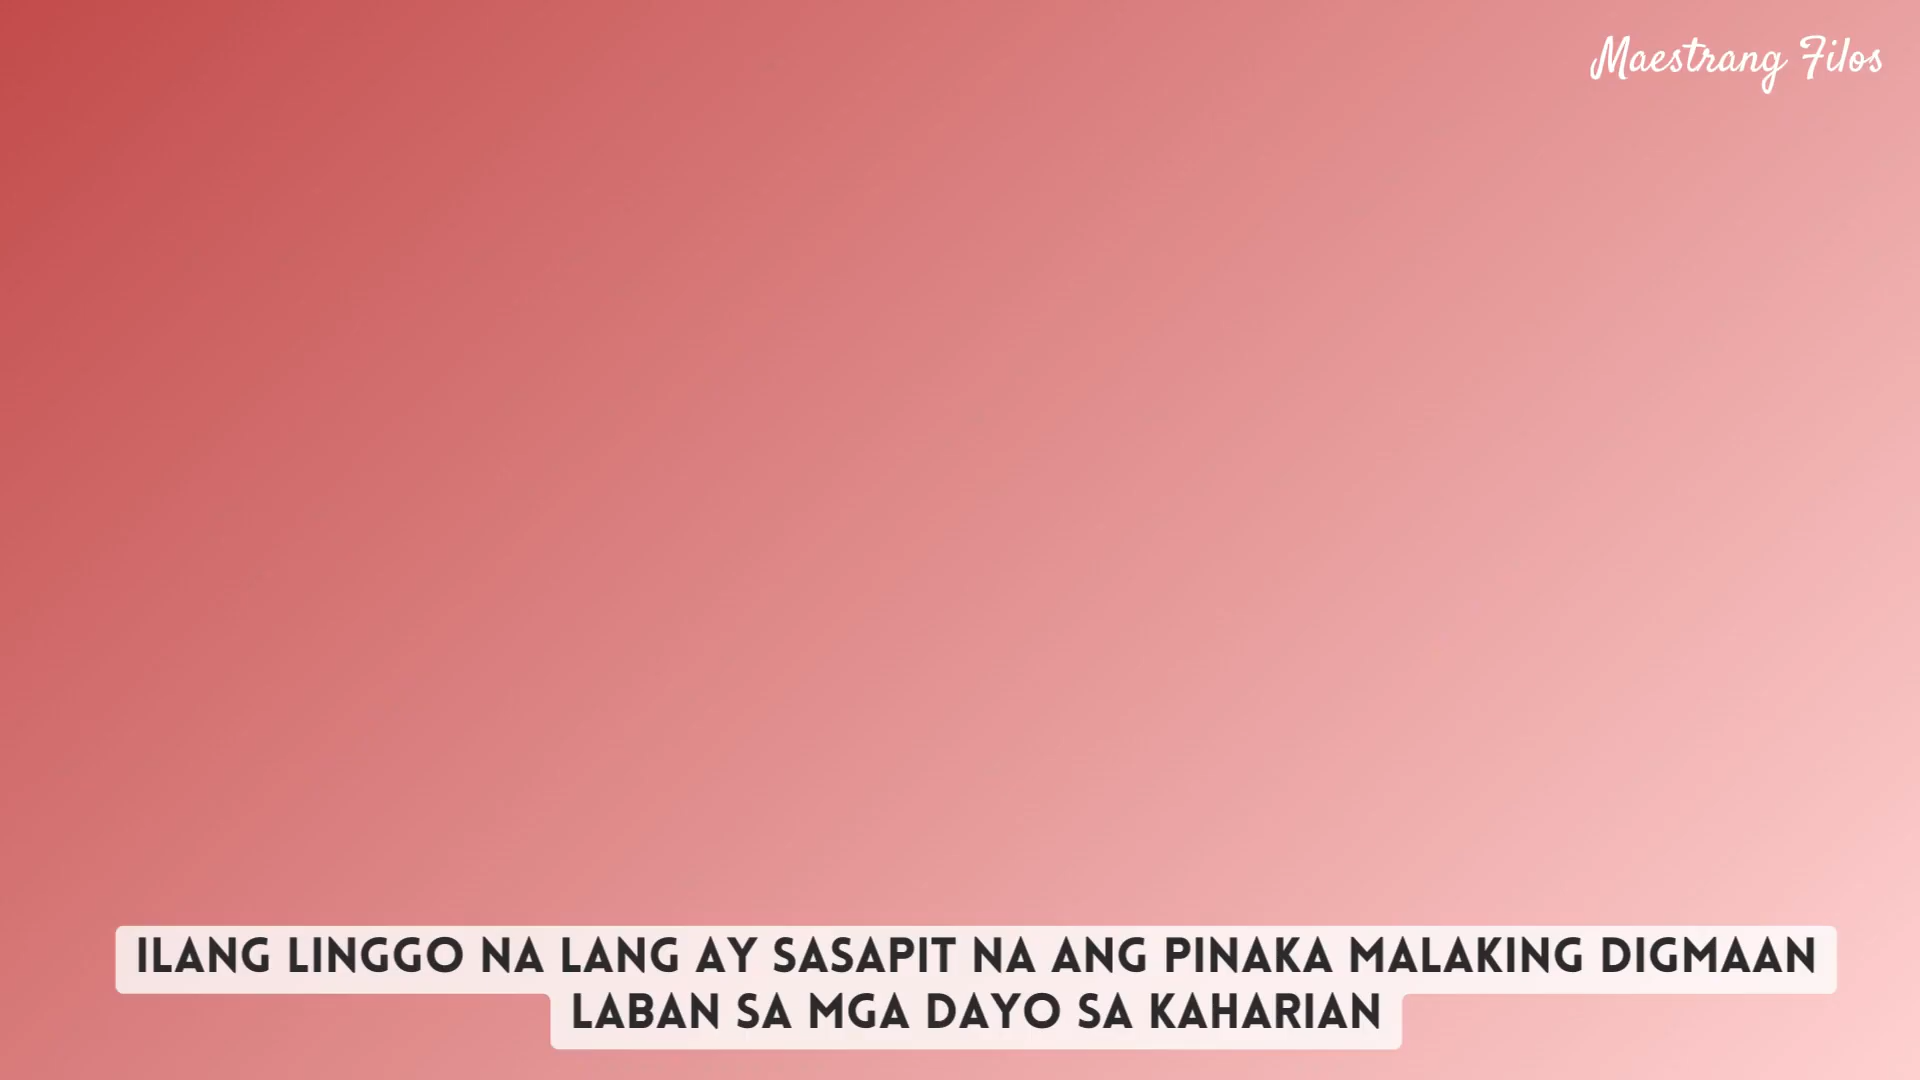 Maestrang Filos
ILANG LINGGO NA LANG AY SASAPIT NA ANG PINAKA MALAKING DIGMAAN
LABAN SA MGA DAYO SA KAHARIAN